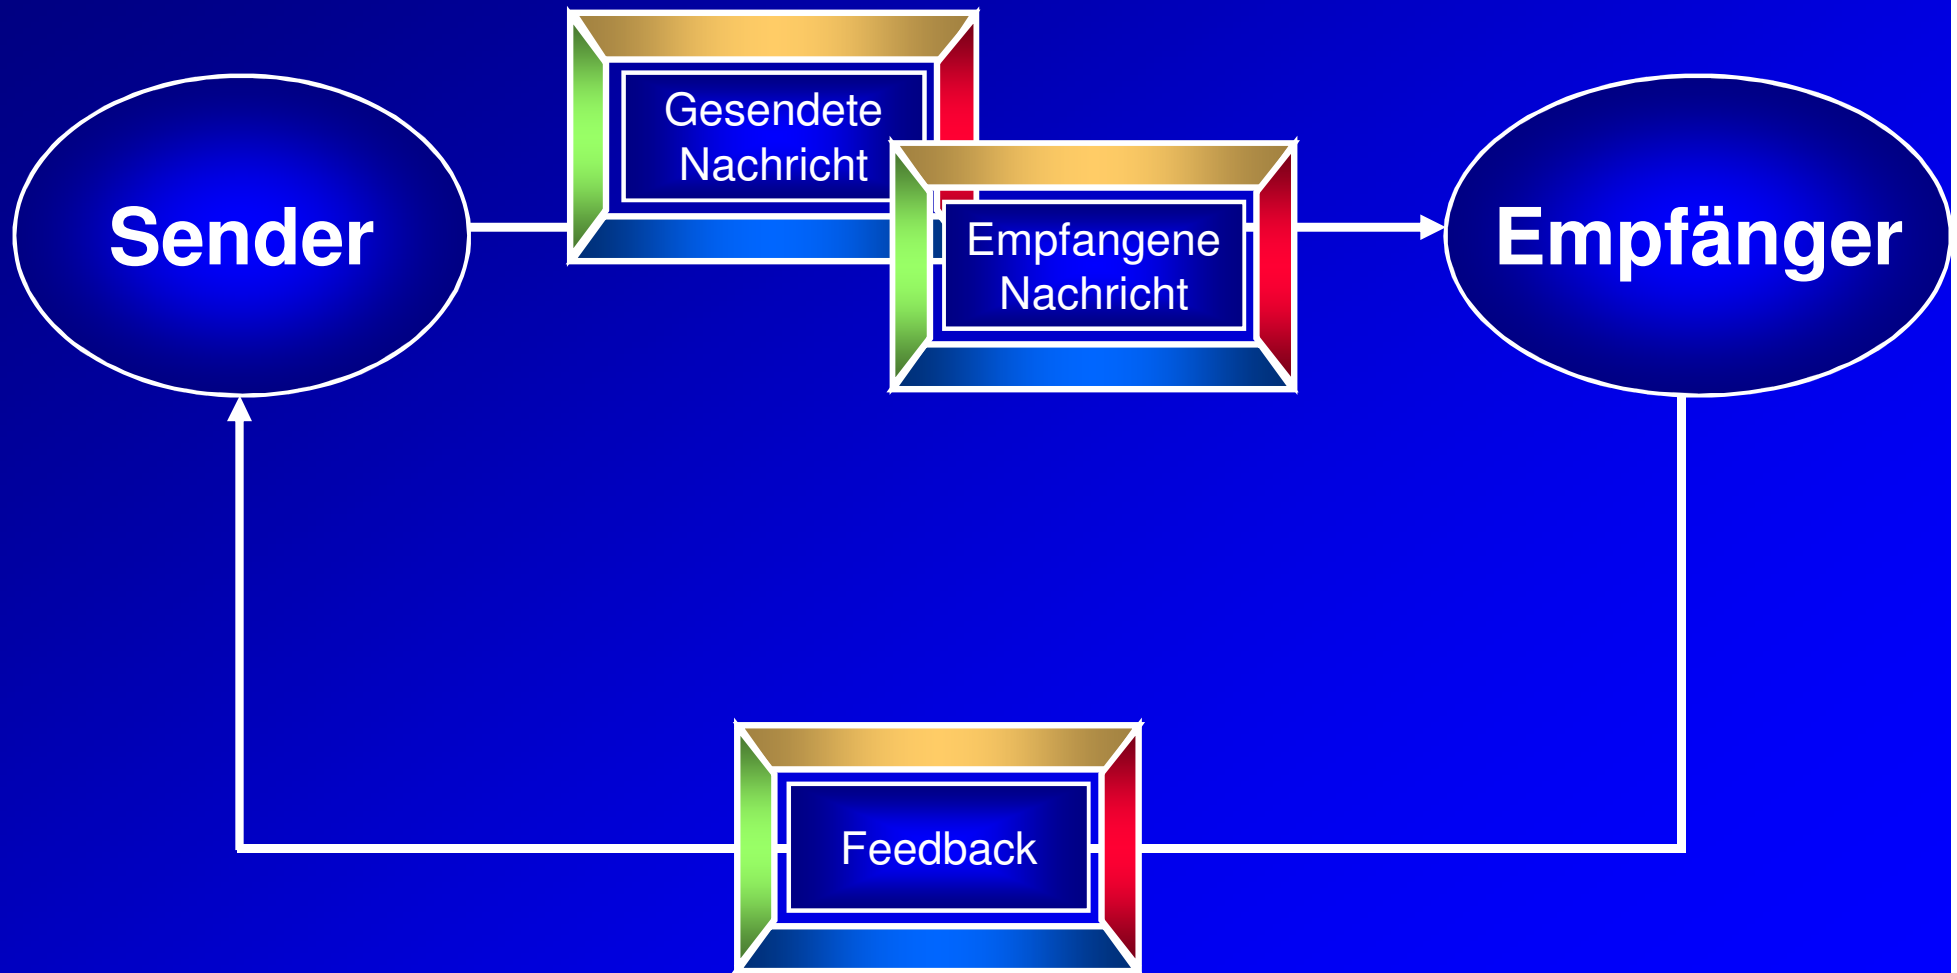 Gesendete
Nachricht
Sender
Empfangene
Nachricht
Empfänger
Feedback